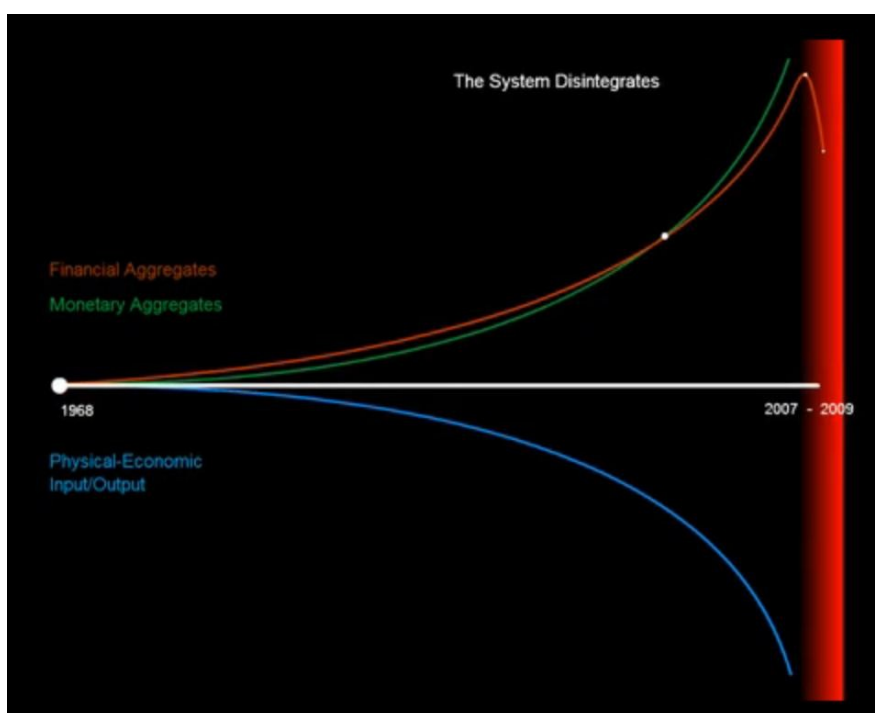 The System Disintegrates
Financial Aggregates
Monetary Aggregates
1968
2007 - 2009
Physical-Economic
Input/Output